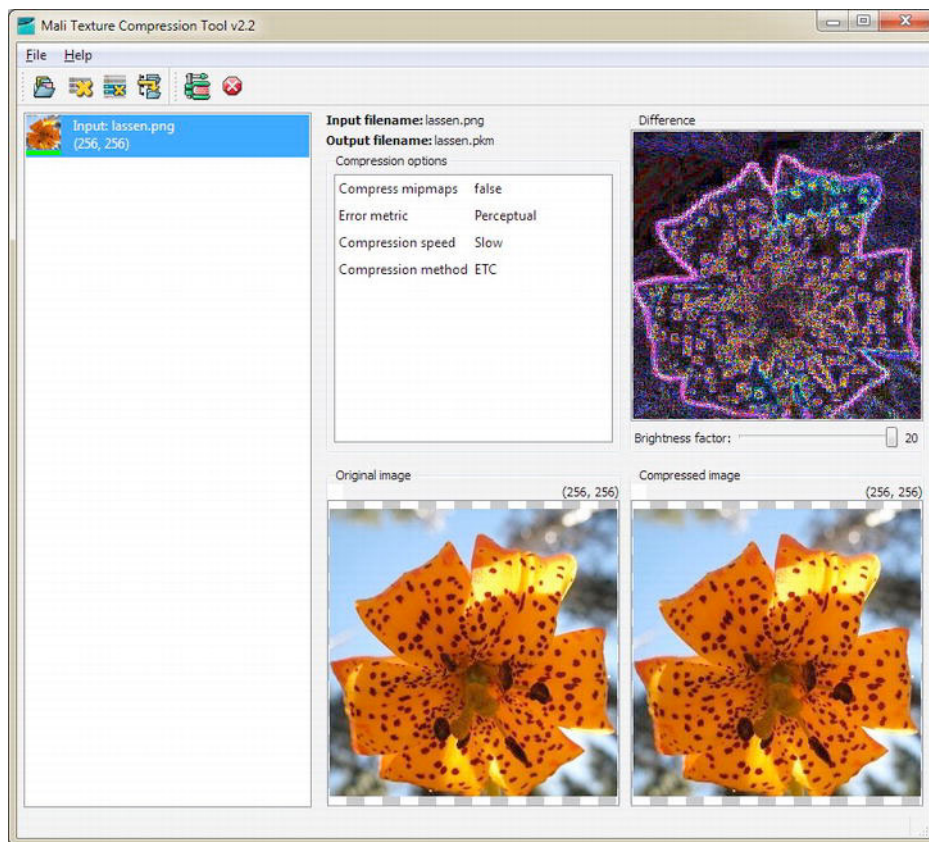 Mali Texture Compression Tool v2.2
File Help
Input: lassen.png
(256, 256)
Input filename: lassen.png
Output filename: lassen.pkm
Compression options
Compress mipmaps false
Error metric Perceptual
Compression speed Slow
Compression method ETC
Difference
Brightness factor: 20
Original image
(256, 256)
Compressed image
(256, 256)